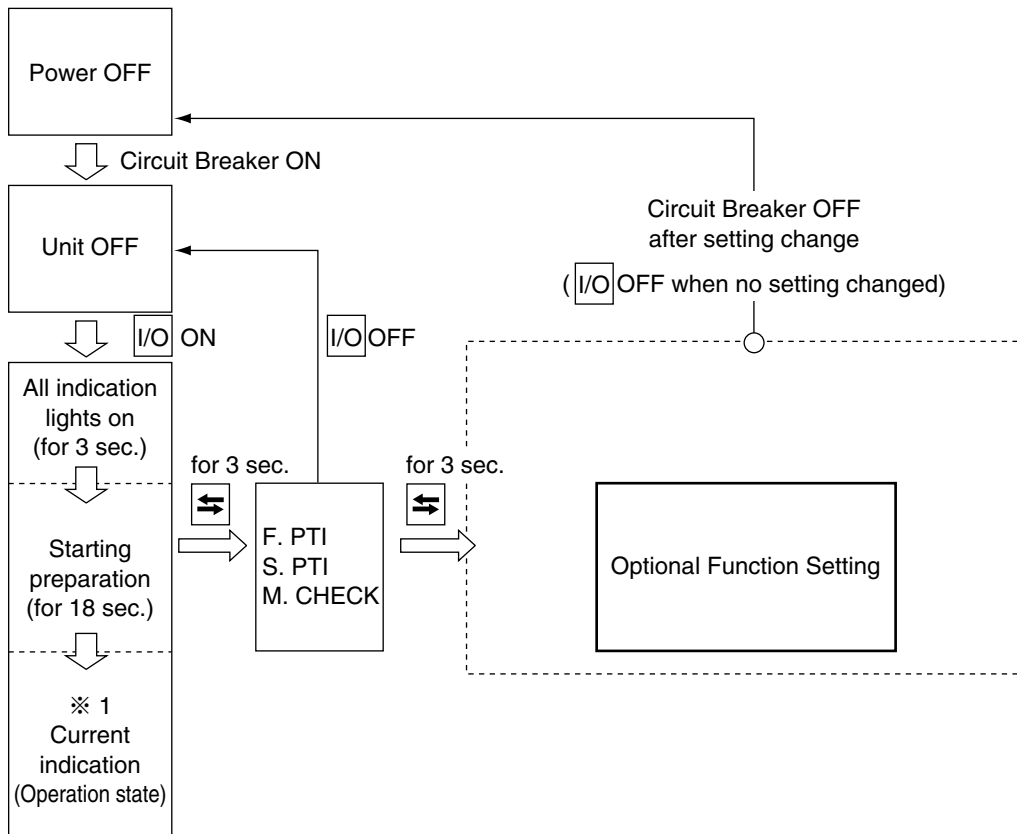 Power OFF
Circuit Breaker ON
Unit OFF
I/O ON
I/O OFF
Circuit Breaker OFF
after setting change
( I/O OFF when no setting changed)
All indication
lights on
(for 3 sec.)
Starting
preparation
(for 18 sec.)
※ 1
Current
indication
(Operation state)
for 3 sec.
F. PTI
S. PTI
M. CHECK
for 3 sec.
Optional Function Setting